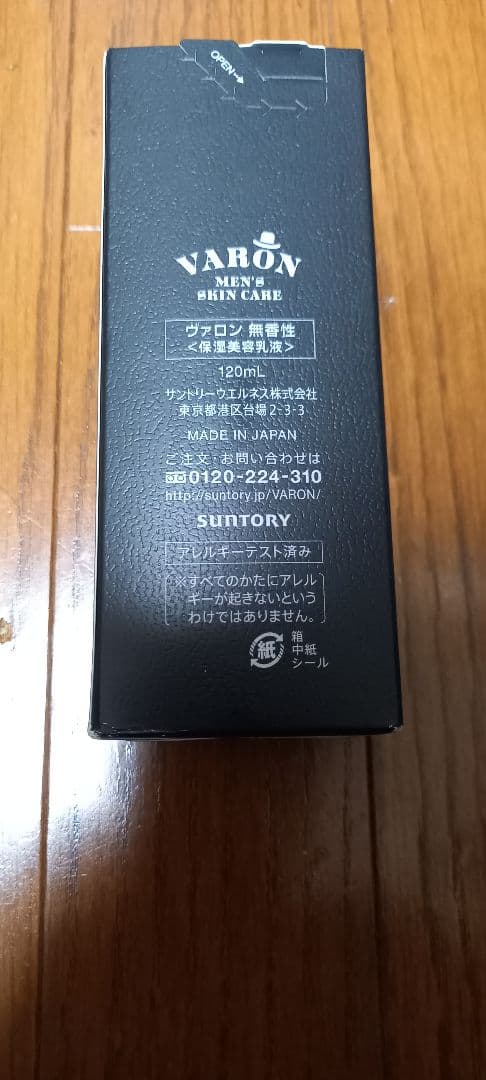 OPEN→
VARON
MEN'S
SKIN CARE
ヴァロン 無香性
<保湿美容乳液>
120mL
サントリーウエルネス株式会社
東京都港区台場2-3-3
MADE IN JAPAN
ご注文・お問い合わせは
0120-224-310
http://suntory.jp/VARON/
SUNTORY
アレルギーテスト済み
※すべてのかたにアレル
ギーが起きないという
わけではありません。
紙
箱
中紙
シール